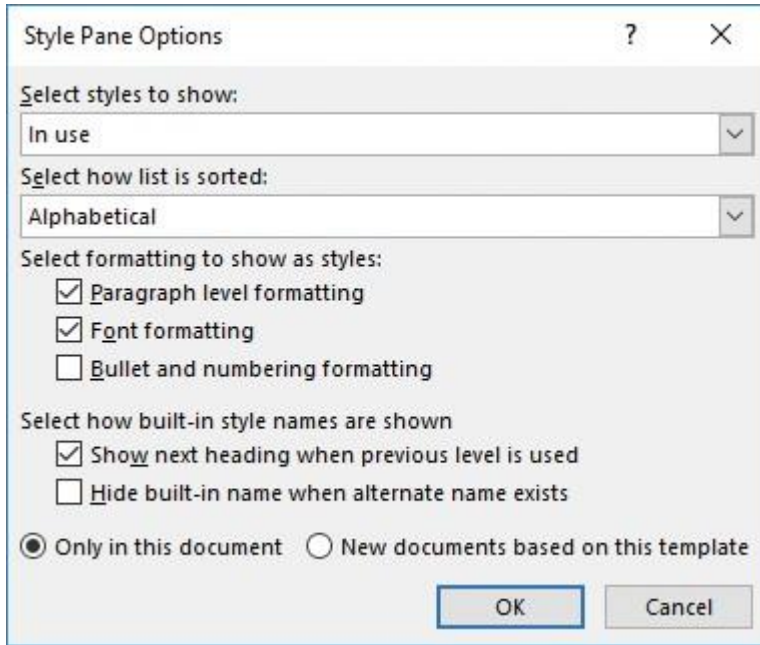 Style Pane Options ?
Select styles to show:
In use
Select how list is sorted:
Alphabetical
Select formatting to show as styles:
Paragraph level formatting
Font formatting
Bullet and numbering formatting
Select how built-in style names are shown
Show next heading when previous level is used
Hide built-in name when alternate name exists
Only in this document New documents based on this template
OK Cancel